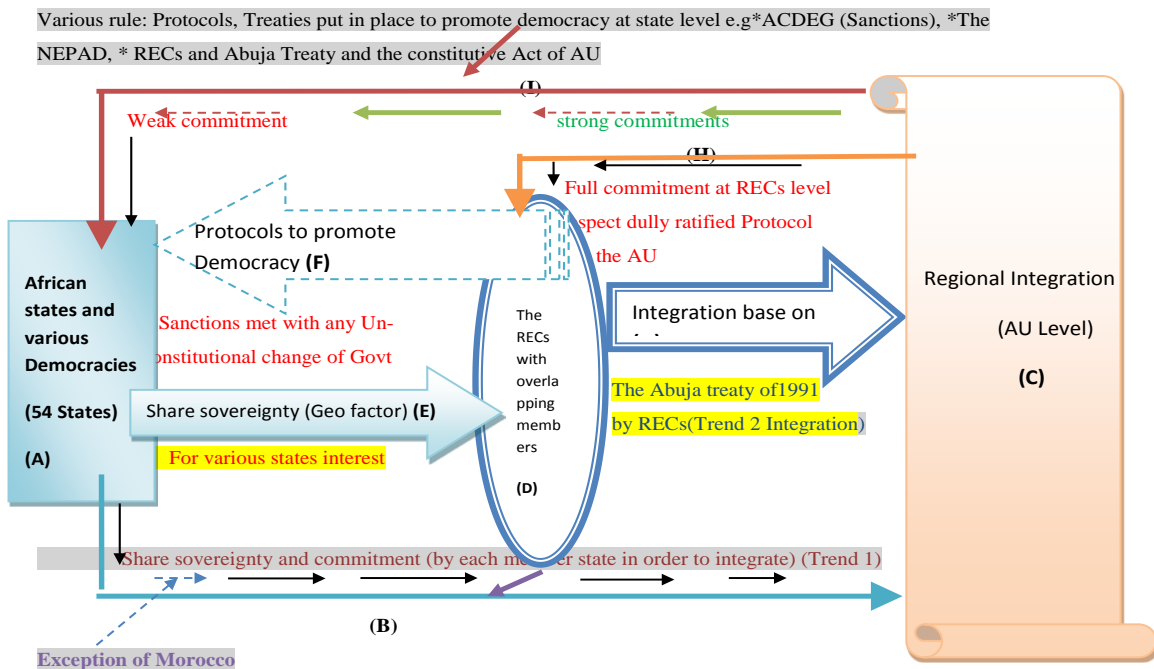 Various rule: Protocols, Treaties put in place to promote democracy at state level e.g*ACDEG (Sanctions), *The
NEPAD, * RECs and Abuja Treaty and the constitutive Act of AU
(I)
Weak commitment
strong commitments
(H)
Full commitment at RECs level
spect dully ratified Protocol
the AU
Protocols to promote
Democracy (F)
African
states and
various
Democracies
(54 States)
(A)
Sanctions met with any Un-
onstitutional change of Govt
Share sovereignty (Geo factor) (E)
For various states interest
The
RECs
with
overla
pping
memb
ers
(D)
Integration base on
The Abuja treaty of1991
by RECs(Trend 2 Integration)
Regional Integration
(AU Level)
(C)
Share sovereignty and commitment (by each me er state in order to integrate) (Trend 1)
(B)
Exception of Morocco